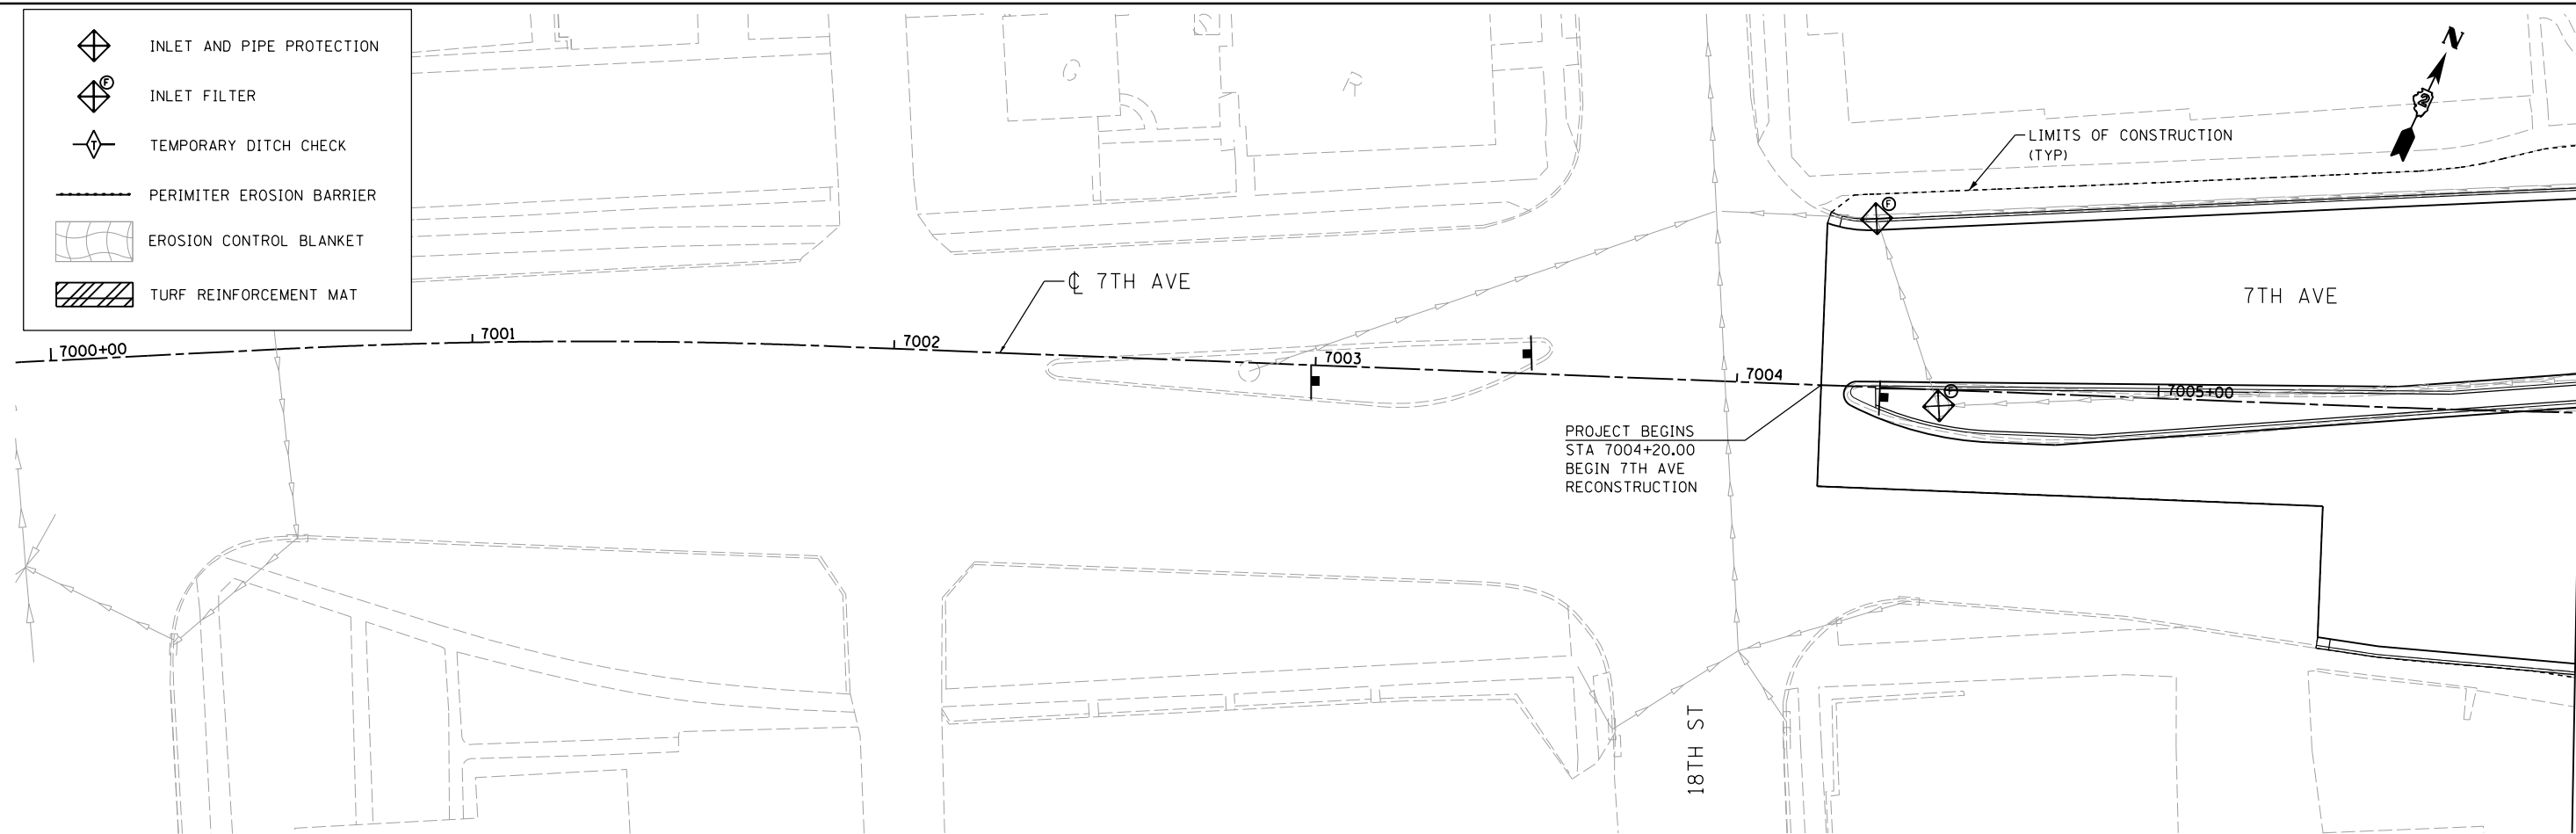 INLET AND PIPE PROTECTION
F
INLET FILTER
T
TEMPORARY DITCH CHECK
PERIMITER EROSION BARRIER
EROSION CONTROL BLANKET
TURF REINFORCEMENT MAT
G
R
N
2
LIMITS OF CONSTRUCTION
(TYP)
F
℄ 7TH AVE
7TH AVE
7000+00
7001
7002
7003
7004
7005+00
F
PROJECT BEGINS
STA 7004+20.00
BEGIN 7TH AVE
RECONSTRUCTION
18TH ST